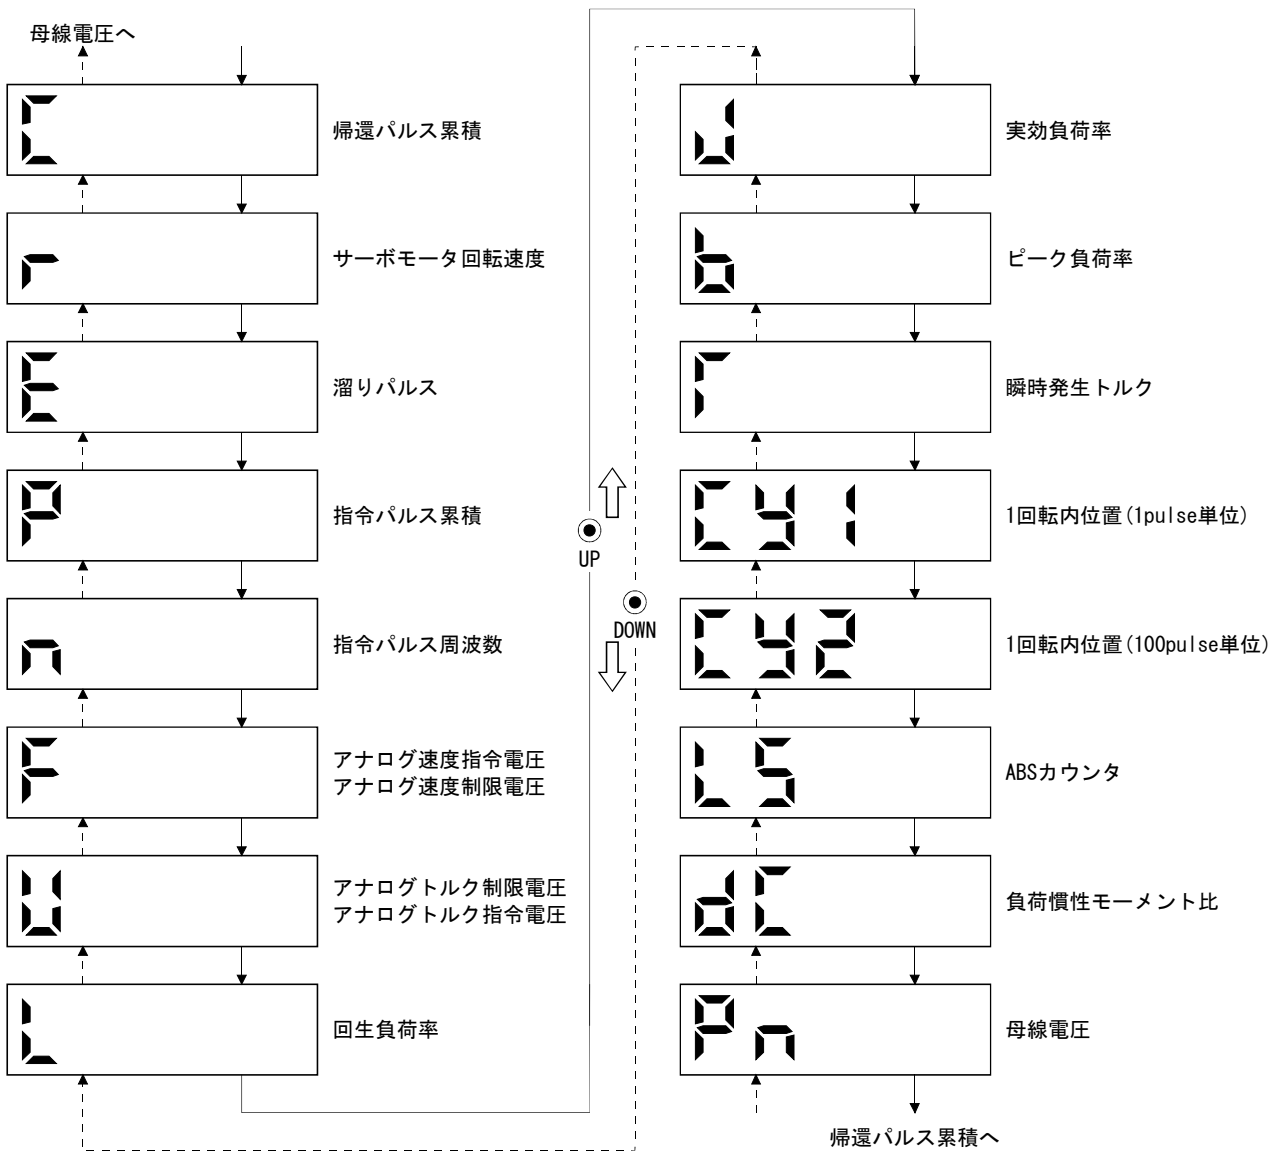 母線電圧へ
C
帰還パルス累積
r
サーボモータ回転速度
E
溜りパルス
P
指令パルス累積
n
指令パルス周波数
F
アナログ速度指令電圧
アナログ速度制限電圧
U
アナログトルク制限電圧
アナログトルク指令電圧
L
回生負荷率
UP
DOWN
J
実効負荷率
b
ピーク負荷率
T
瞬時発生トルク
Cy1
1回転内位置(1pulse単位)
Cy2
1回転内位置(100pulse単位)
LS
ABSカウンタ
dC
負荷慣性モーメント比
Pn
母線電圧
帰還パルス累積へ